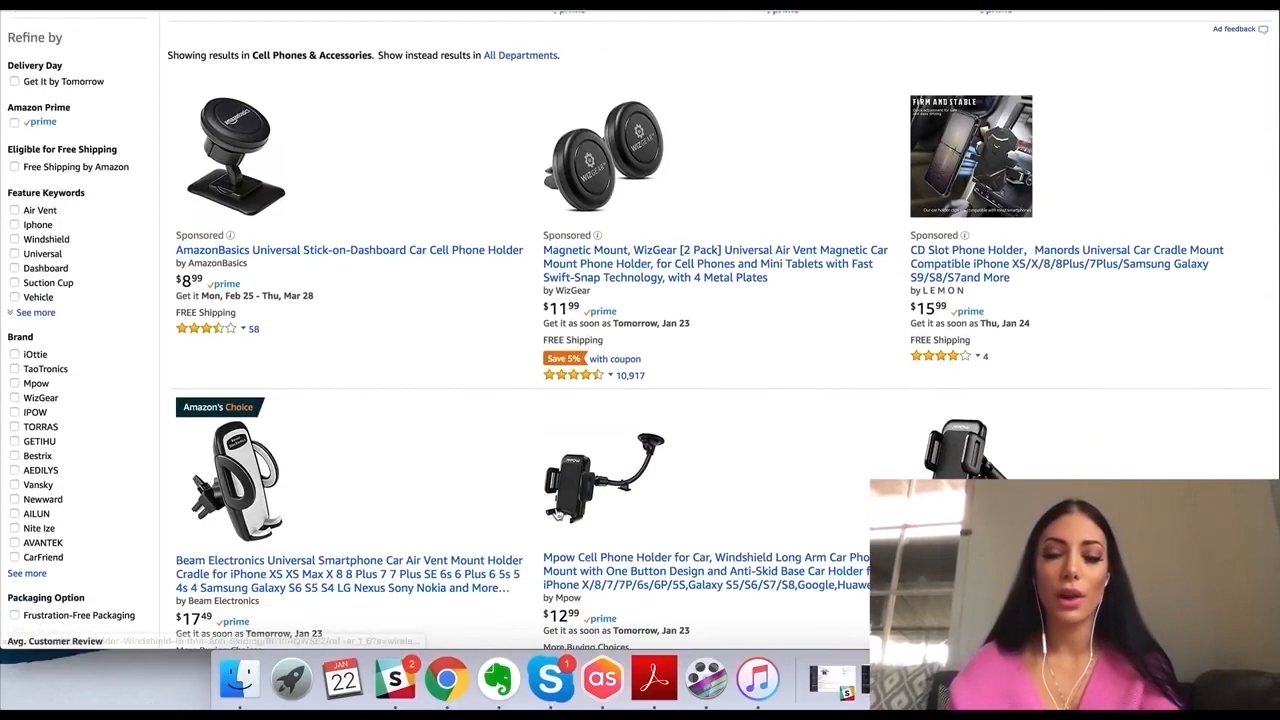 Ad feedback
Refine by
Delivery Day
Get It by Tomorrow
Amazon Prime
prime
Eligible for Free Shipping
Free Shipping by Amazon
Feature Keywords
Air Vent
Iphone
Windshield
Universal
Dashboard
Suction Cup
Vehicle
See more
Brand
iOttie
TaoTronics
Mpow
WizGear
IPOW
TORRAS
GETIHU
Bestrix
AEDILYS
Vansky
Newward
AILUN
Nite Ize
AVANTEK
CarFriend
See more
Packaging Option
Frustration-Free Packaging
Avg. Customer Review
Showing results in Cell Phones & Accessories. Show instead results in All Departments.
amazonbasics
Sponsored
AmazonBasics Universal Stick-on-Dashboard Car Cell Phone Holder
by AmazonBasics
$8.99 prime
Get it Mon, Feb 25 - Thu, Mar 28
FREE Shipping
58
WIZGEAR
WIZGEAR
Sponsored
Magnetic Mount, WizGear [2 Pack] Universal Air Vent Magnetic Car
Mount Phone Holder, for Cell Phones and Mini Tablets with Fast
Swift-Snap Technology, with 4 Metal Plates
by WizGear
$11.99 prime
Get it as soon as Tomorrow, Jan 23
FREE Shipping
Save 5% with coupon
10,917
FIRM AND STABLE
Sponsored
CD Slot Phone Holder，Manords Universal Car Cradle Mount
Compatible iPhone XS/X/8/8Plus/7Plus/Samsung Galaxy
S9/S8/S7and More
by L E M O N
$15.99 prime
Get it as soon as Thu, Jan 24
FREE Shipping
4
Amazon's Choice
Beam Electronics Universal Smartphone Car Air Vent Mount Holder
Cradle for iPhone XS XS Max X 8 8 Plus 7 7 Plus SE 6s 6 Plus 6 5s 5
4s 4 Samsung Galaxy S6 S5 S4 LG Nexus Sony Nokia and More...
by Beam Electronics
$17.49 prime
Get it as soon as Tomorrow, Jan 23
MPOW
Mpow Cell Phone Holder for Car, Windshield Long Arm Car Pho
Mount with One Button Design and Anti-Skid Base Car Holder f
iPhone X/8/7/7P/6s/6P/5S,Galaxy S5/S6/S7/S8,Google,Huawe
by Mpow
$12.99 prime
Get it as soon as Tomorrow, Jan 23
More Buying Choices
MPOW
JAN
22
2
1
S
S
as